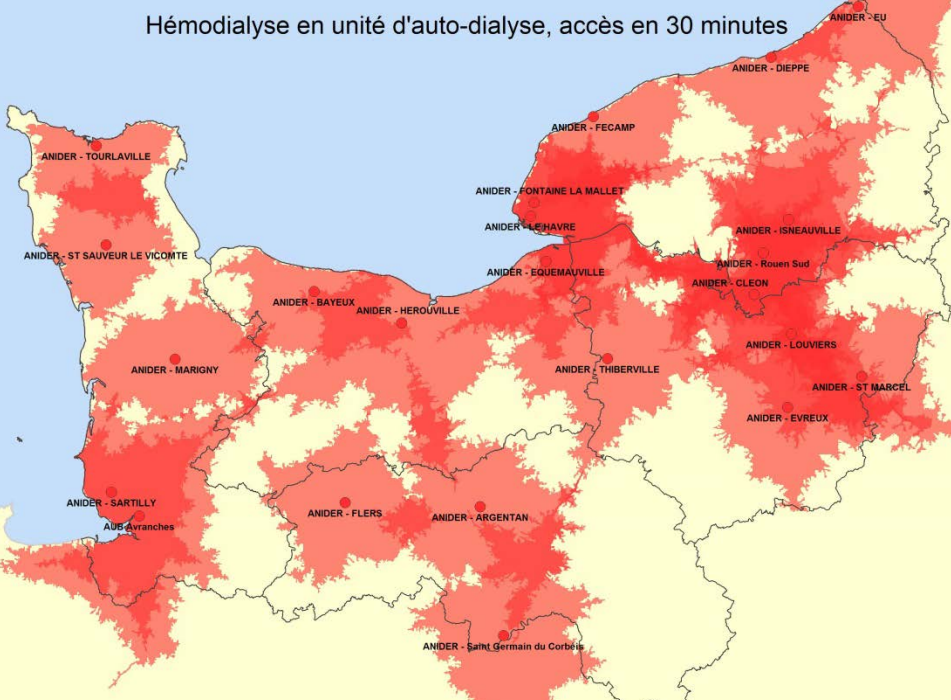 Hémodialyse en unité d'auto-dialyse, accès en 30 minutes
ANIDER - EU
ANIDER - DIEPPE
ANIDER - FECAMP
ANIDER - TOURLAVILLE
ANIDER - FONTAINE LA MALLET
ANIDER - LE HAVRE
ANIDER - ISNEAUVILLE
ANIDER - ST SAUVEUR LE VICOMTE
ANIDER - Rouen Sud
ANIDER - EQUEMAUVILLE
ANIDER - CLEON
ANIDER - BAYEUX
ANIDER - HEROUVILLE
ANIDER - LOUVIERS
ANIDER - MARIGNY
ANIDER - THIBERVILLE
ANIDER - ST MARCEL
ANIDER - EVREUX
ANIDER - SARTILLY
ANIDER - FLERS
ANIDER - ARGENTAN
AUB Avranches
ANIDER - Saint Germain du Corbéis